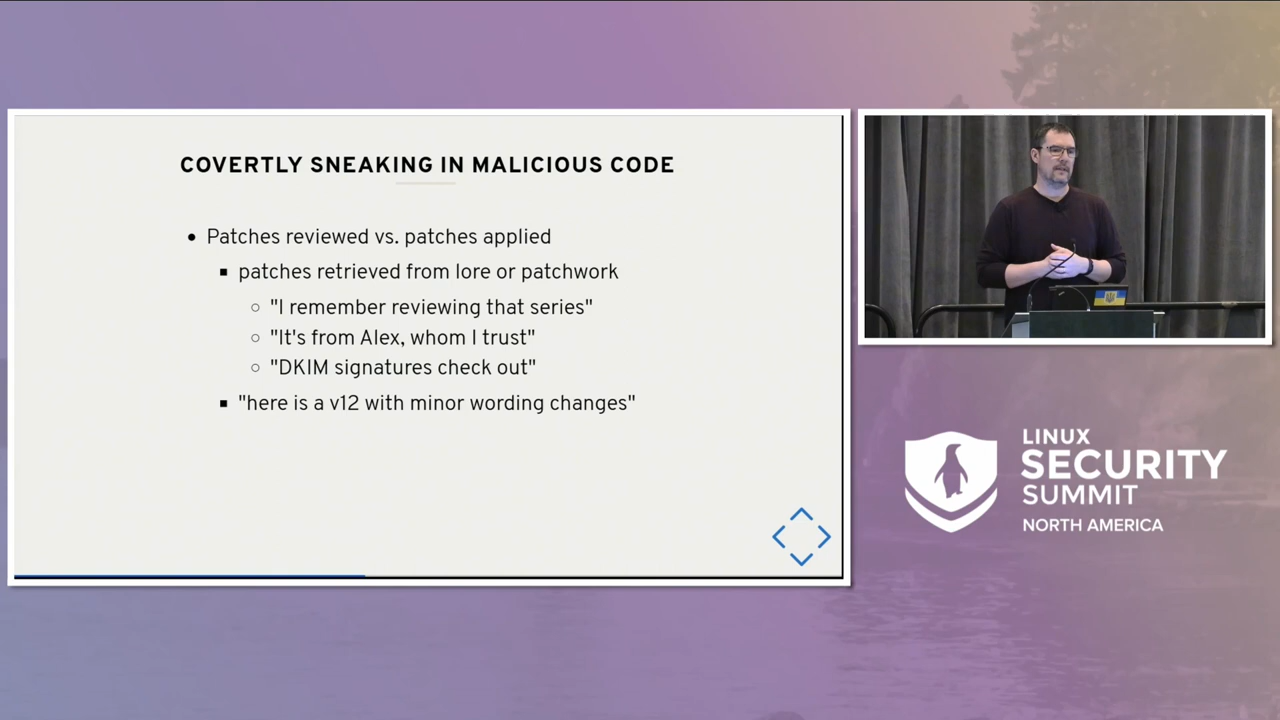 COVERTLY SNEAKING IN MALICIOUS CODE
Patches reviewed vs. patches applied
patches retrieved from lore or patchwork
"I remember reviewing that series"
"It's from Alex, whom I trust"
"DKIM signatures check out"
"here is a v12 with minor wording changes"
LINUX
SECURITY
SUMMIT
NORTH AMERICA